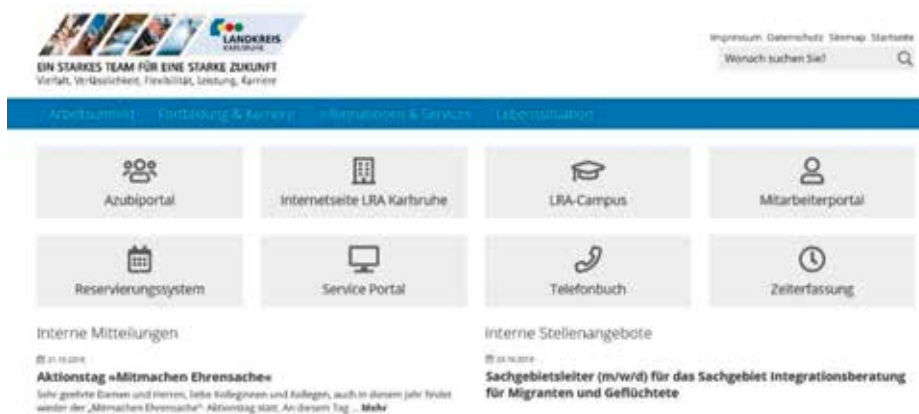 LANDKREIS
KARLSRUHE
EIN STARKES TEAM FÜR EINE STARKE ZUKUNFT
Vielfalt, Verlässlichkeit, Flexibilität, Leistung, Karriere
Impressum Datenschutz Sitemap Startseite
Wonach suchen Sie?
Arbeitsumfeld Fortbildung & Karriere Informationen & Services Lebenssituation
Azubiportal
Internetseite LRA Karlsruhe
LRA-Campus
Mitarbeiterportal
Reservierungssystem
Service Portal
Telefonbuch
Zeiterfassung
Interne Mitteilungen
Aktionstag »Mitmachen Ehrensache«
Sehr geehrte Damen und Herren, liebe Kolleginnen und Kollegen, auch in diesem Jahr findet
wieder der „Mitmachen Ehrensache“- Aktionstag statt. An diesem Tag ... Mehr
Interne Stellenangebote
Sachgebietsleiter (m/w/d) für das Sachgebiet Integrationsberatung
für Migranten und Geflüchtete